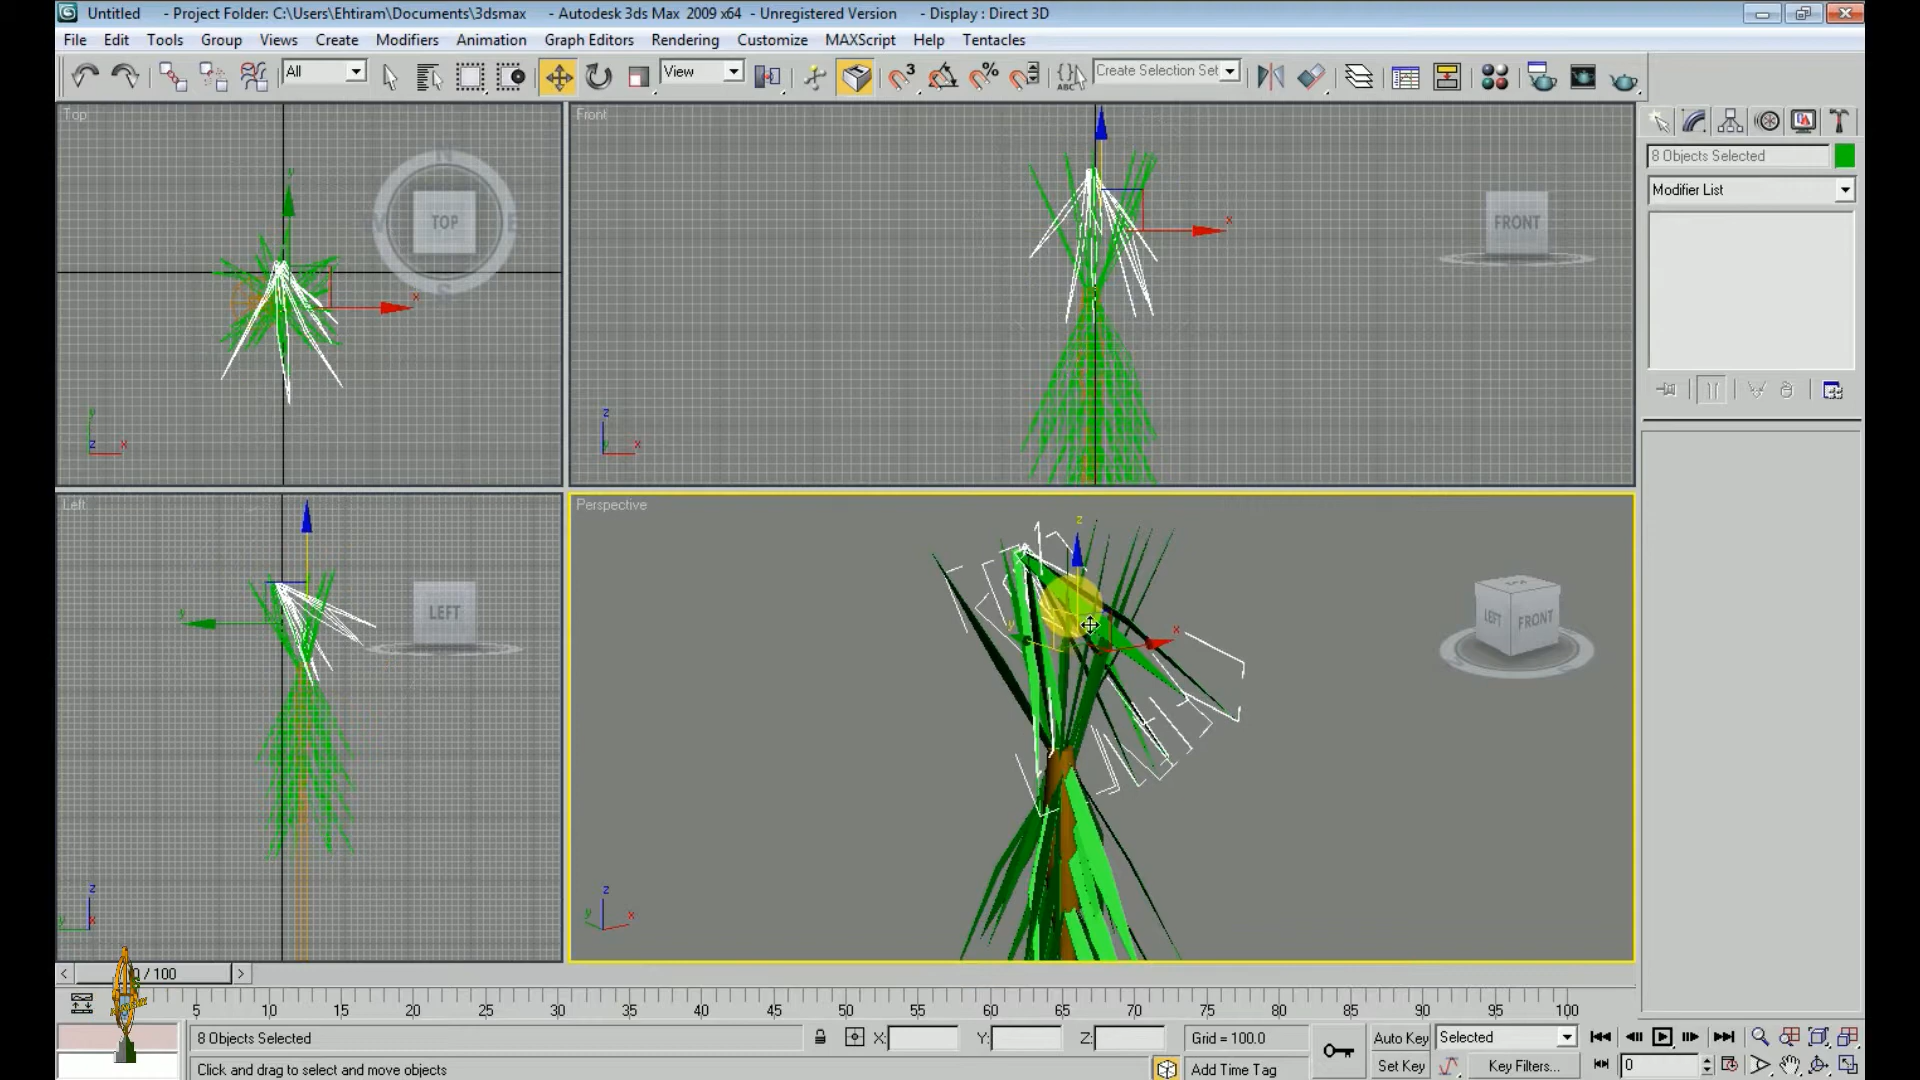 Untitled - Project Folder: C:\Users\Ehtiram\Documents\3dsmax - Autodesk 3ds Max 2009 x64 - Unregistered Version - Display : Direct 3D
File Edit Tools Group Views Create Modifiers Animation Graph Editors Rendering Customize MAXScript Help Tentacles
All View 3 % ABC Create Selection Set
Top Front
8 Objects Selected
Modifier List
N
TOP E
S
FRONT
y x
x
z x
y
z x
Left Perspective
z
LEFT
LEFT FRONT
y
y x
z
y x
z
y x
< 0 / 100 >
5 10 15 20 25 30 35 40 45 50 55 60 65 70 75 80 85 90 95 100
8 Objects Selected X: Y: Z: Grid = 100.0 Auto Key Selected
Click and drag to select and move objects Add Time Tag Set Key Key Filters... 0